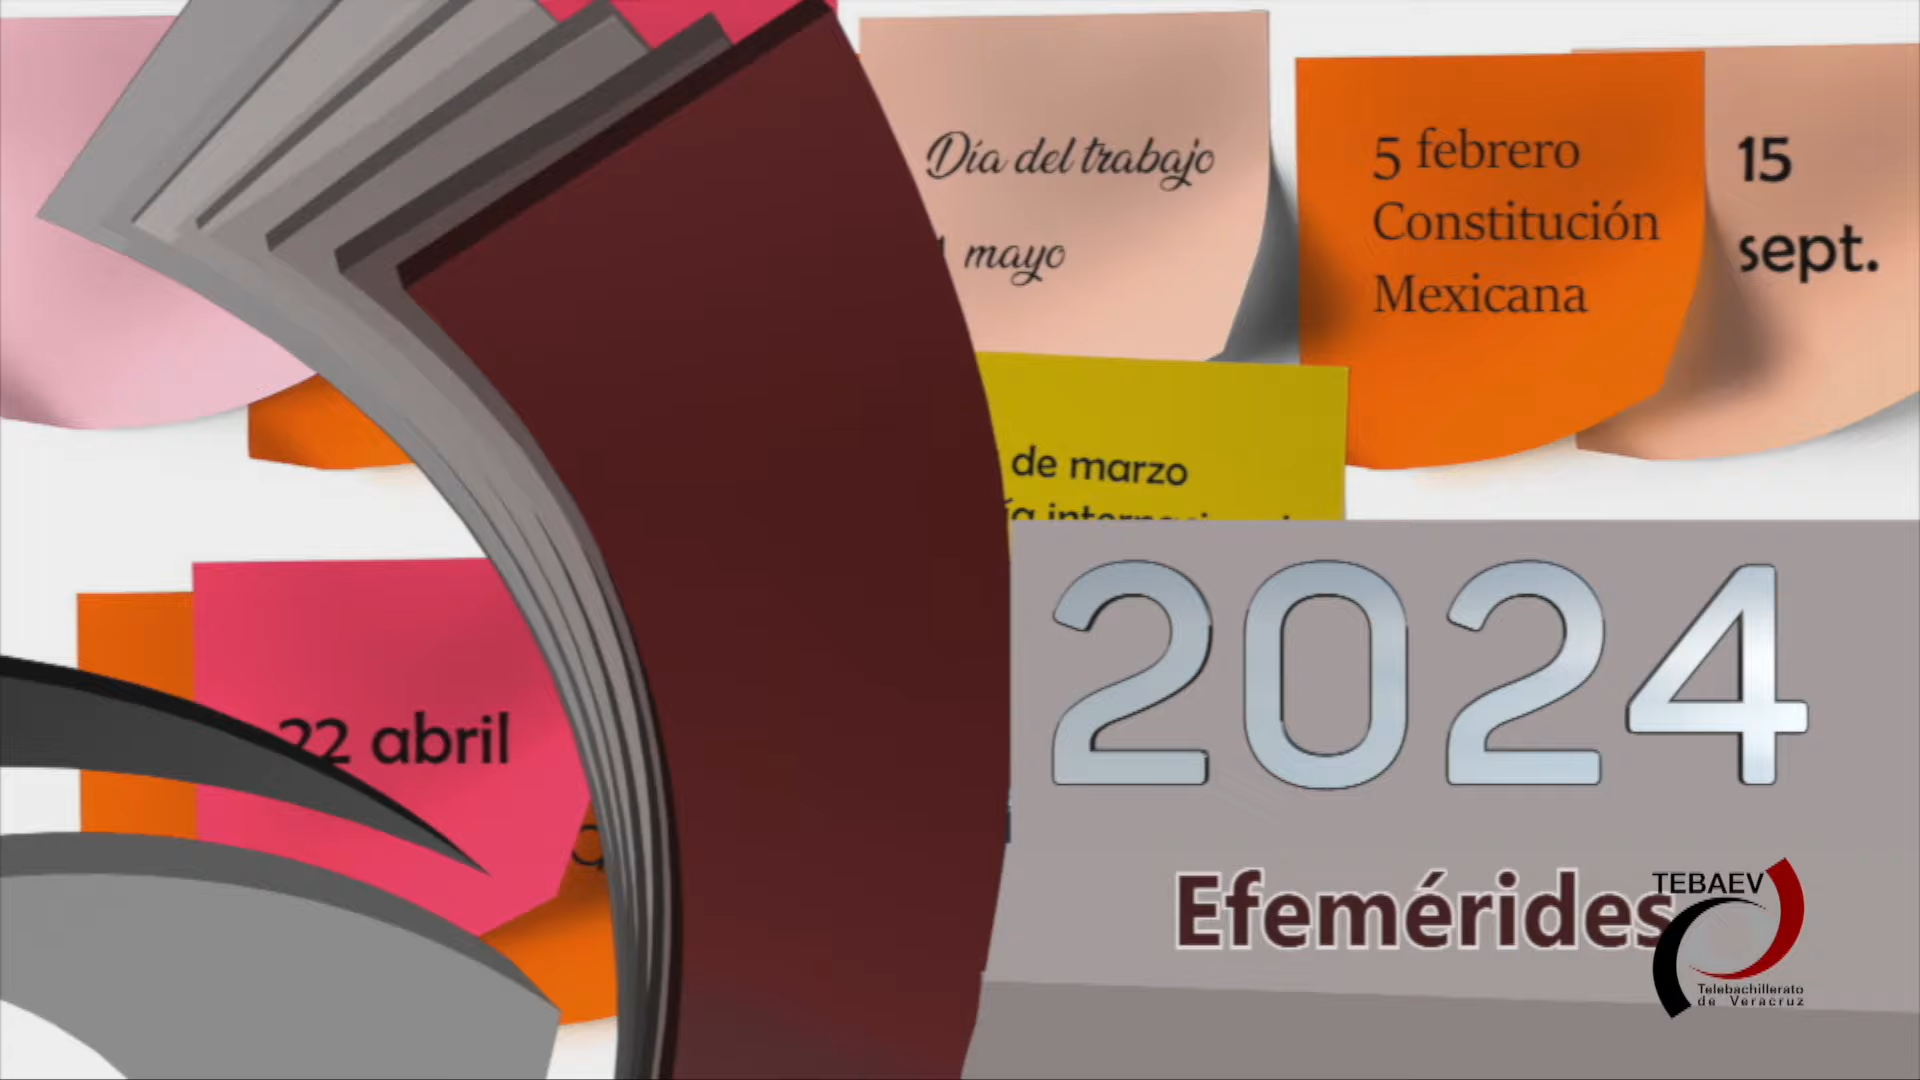 Día del trabajo
mayo
5 febrero
Constitución
Mexicana
15
sept.
de marzo
22 abril
2024
Efemérides
TEBAEV
Telebachillerato
de Veracruz